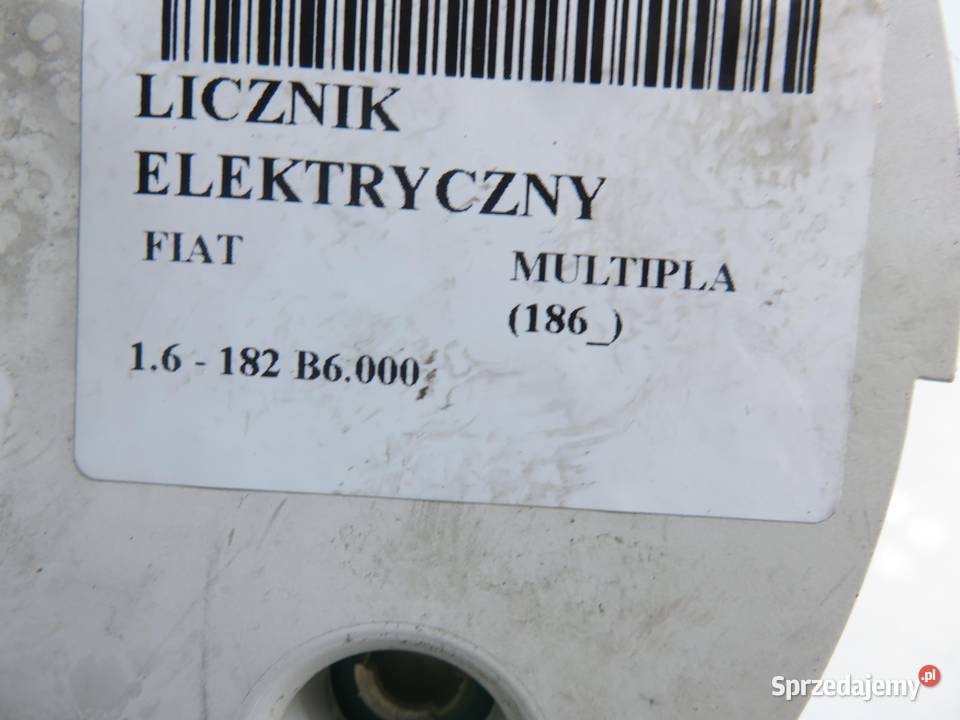 LICZNIK
ELEKTRYCZNY
FIAT
MULTIPLA
(186_)
1.6 - 182 B6.000
Sprzedajemy.pl